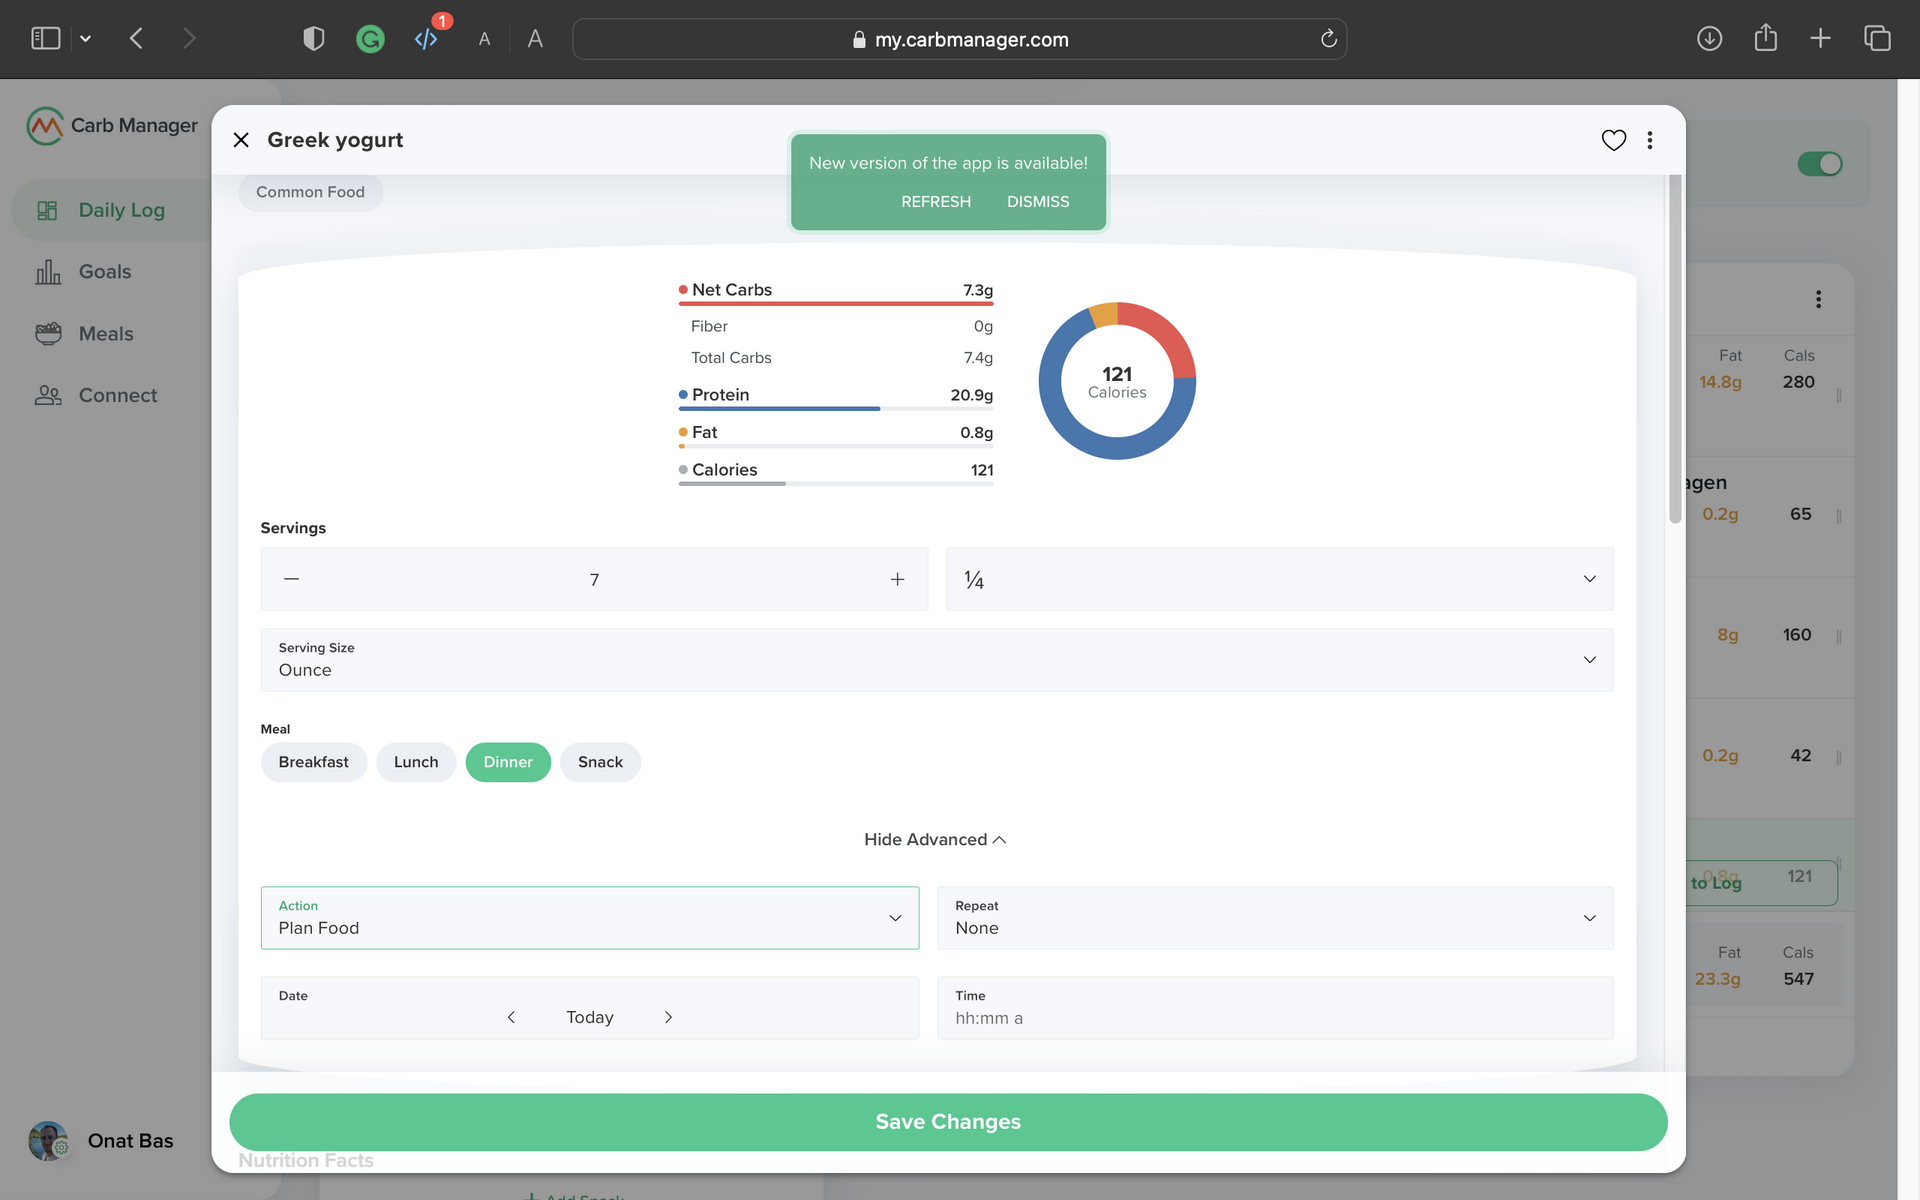 1
A
A
my.carbmanager.com
Carb Manager
Daily Log
Goals
Meals
Connect
Onat Bas
Greek yogurt
New version of the app is available!
REFRESH DISMISS
Common Food
Net Carbs 7.3g
Fiber 0g
Total Carbs 7.4g
Protein 20.9g
Fat 0.8g
Calories 121
121
Calories
Servings
7
¼
Serving Size
Ounce
Meal
Breakfast Lunch Dinner Snack
Hide Advanced
Action
Plan Food
Repeat
None
Date
Today
Time
hh:mm a
Save Changes
Nutrition Facts
Add Snack
Fat Cals
14.8g 280
agen
0.2g 65
8g 160
0.2g 42
0.8g 121
to Log
Fat Cals
23.3g 547